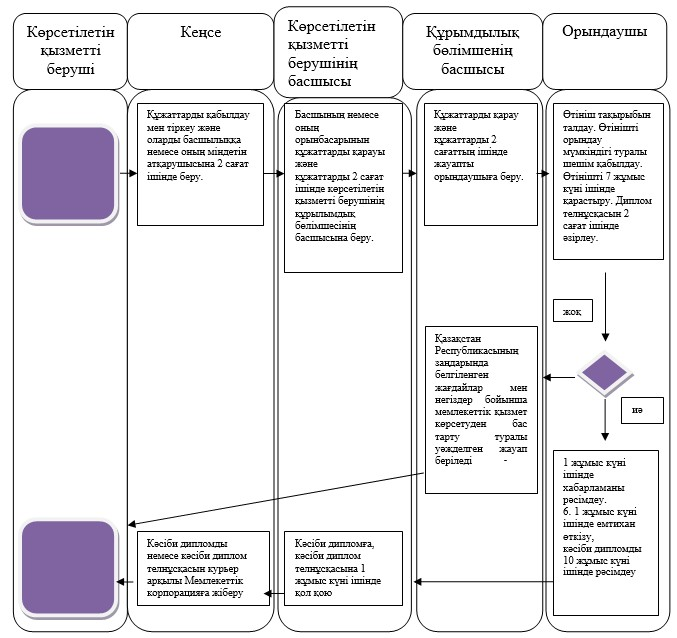 Көрсетілетін
қызметті
беруші
Кеңсе
Көрсетілетін
қызметті
берушінің
басшысы
Құрымдылық
бөлімшенің
басшысы
Орындаушы
Құжаттарды қабылдау
мен тіркеу және
оларды басшылыққа
немесе оның міндетін
атқарушысына 2 сағат
ішінде беру.
Басшының немесе
оның
орынбасарының
құжаттарды қарауы
және
құжаттарды 2 сағат
ішінде көрсетілетін
қызметті берушінің
құрылымдық
бөлімшесінің
басшысына беру.
Құжаттарды қарау
және
құжаттарды 2
сағаттың ішінде
жауапты
орындаушыға беру.
Өтініш тақырыбын
талдау. Өтінішті
орындау
мүмкіндігі туралы
шешім қабылдау.
Өтінішті 7 жұмыс
күні ішінде
қарастыру. Диплом
телнұсқасын 2
сағат ішінде
әзірлеу.
жоқ
Қазақстан
Республикасының
заңдарында
белгіленген
жағдайлар мен
негіздер бойынша
мемлекеттік қызмет
көрсетуден бас
тарту туралы
уәжделген жауап
беріледі -
иә
1 жұмыс күні
ішінде
хабарламаны
рәсімдеу.
6. 1 жұмыс күні
ішінде емтихан
өткізу,
кәсіби дипломды
10 жұмыс күні
ішінде рәсімдеу
Кәсіби дипломды
немесе кәсіби диплом
телнұсқасын курьер
арқылы Мемлекеттік
корпорацияға жіберу
Кәсіби дипломға,
кәсіби диплом
телнұсқасына 1
жұмыс күні ішінде
қол қою